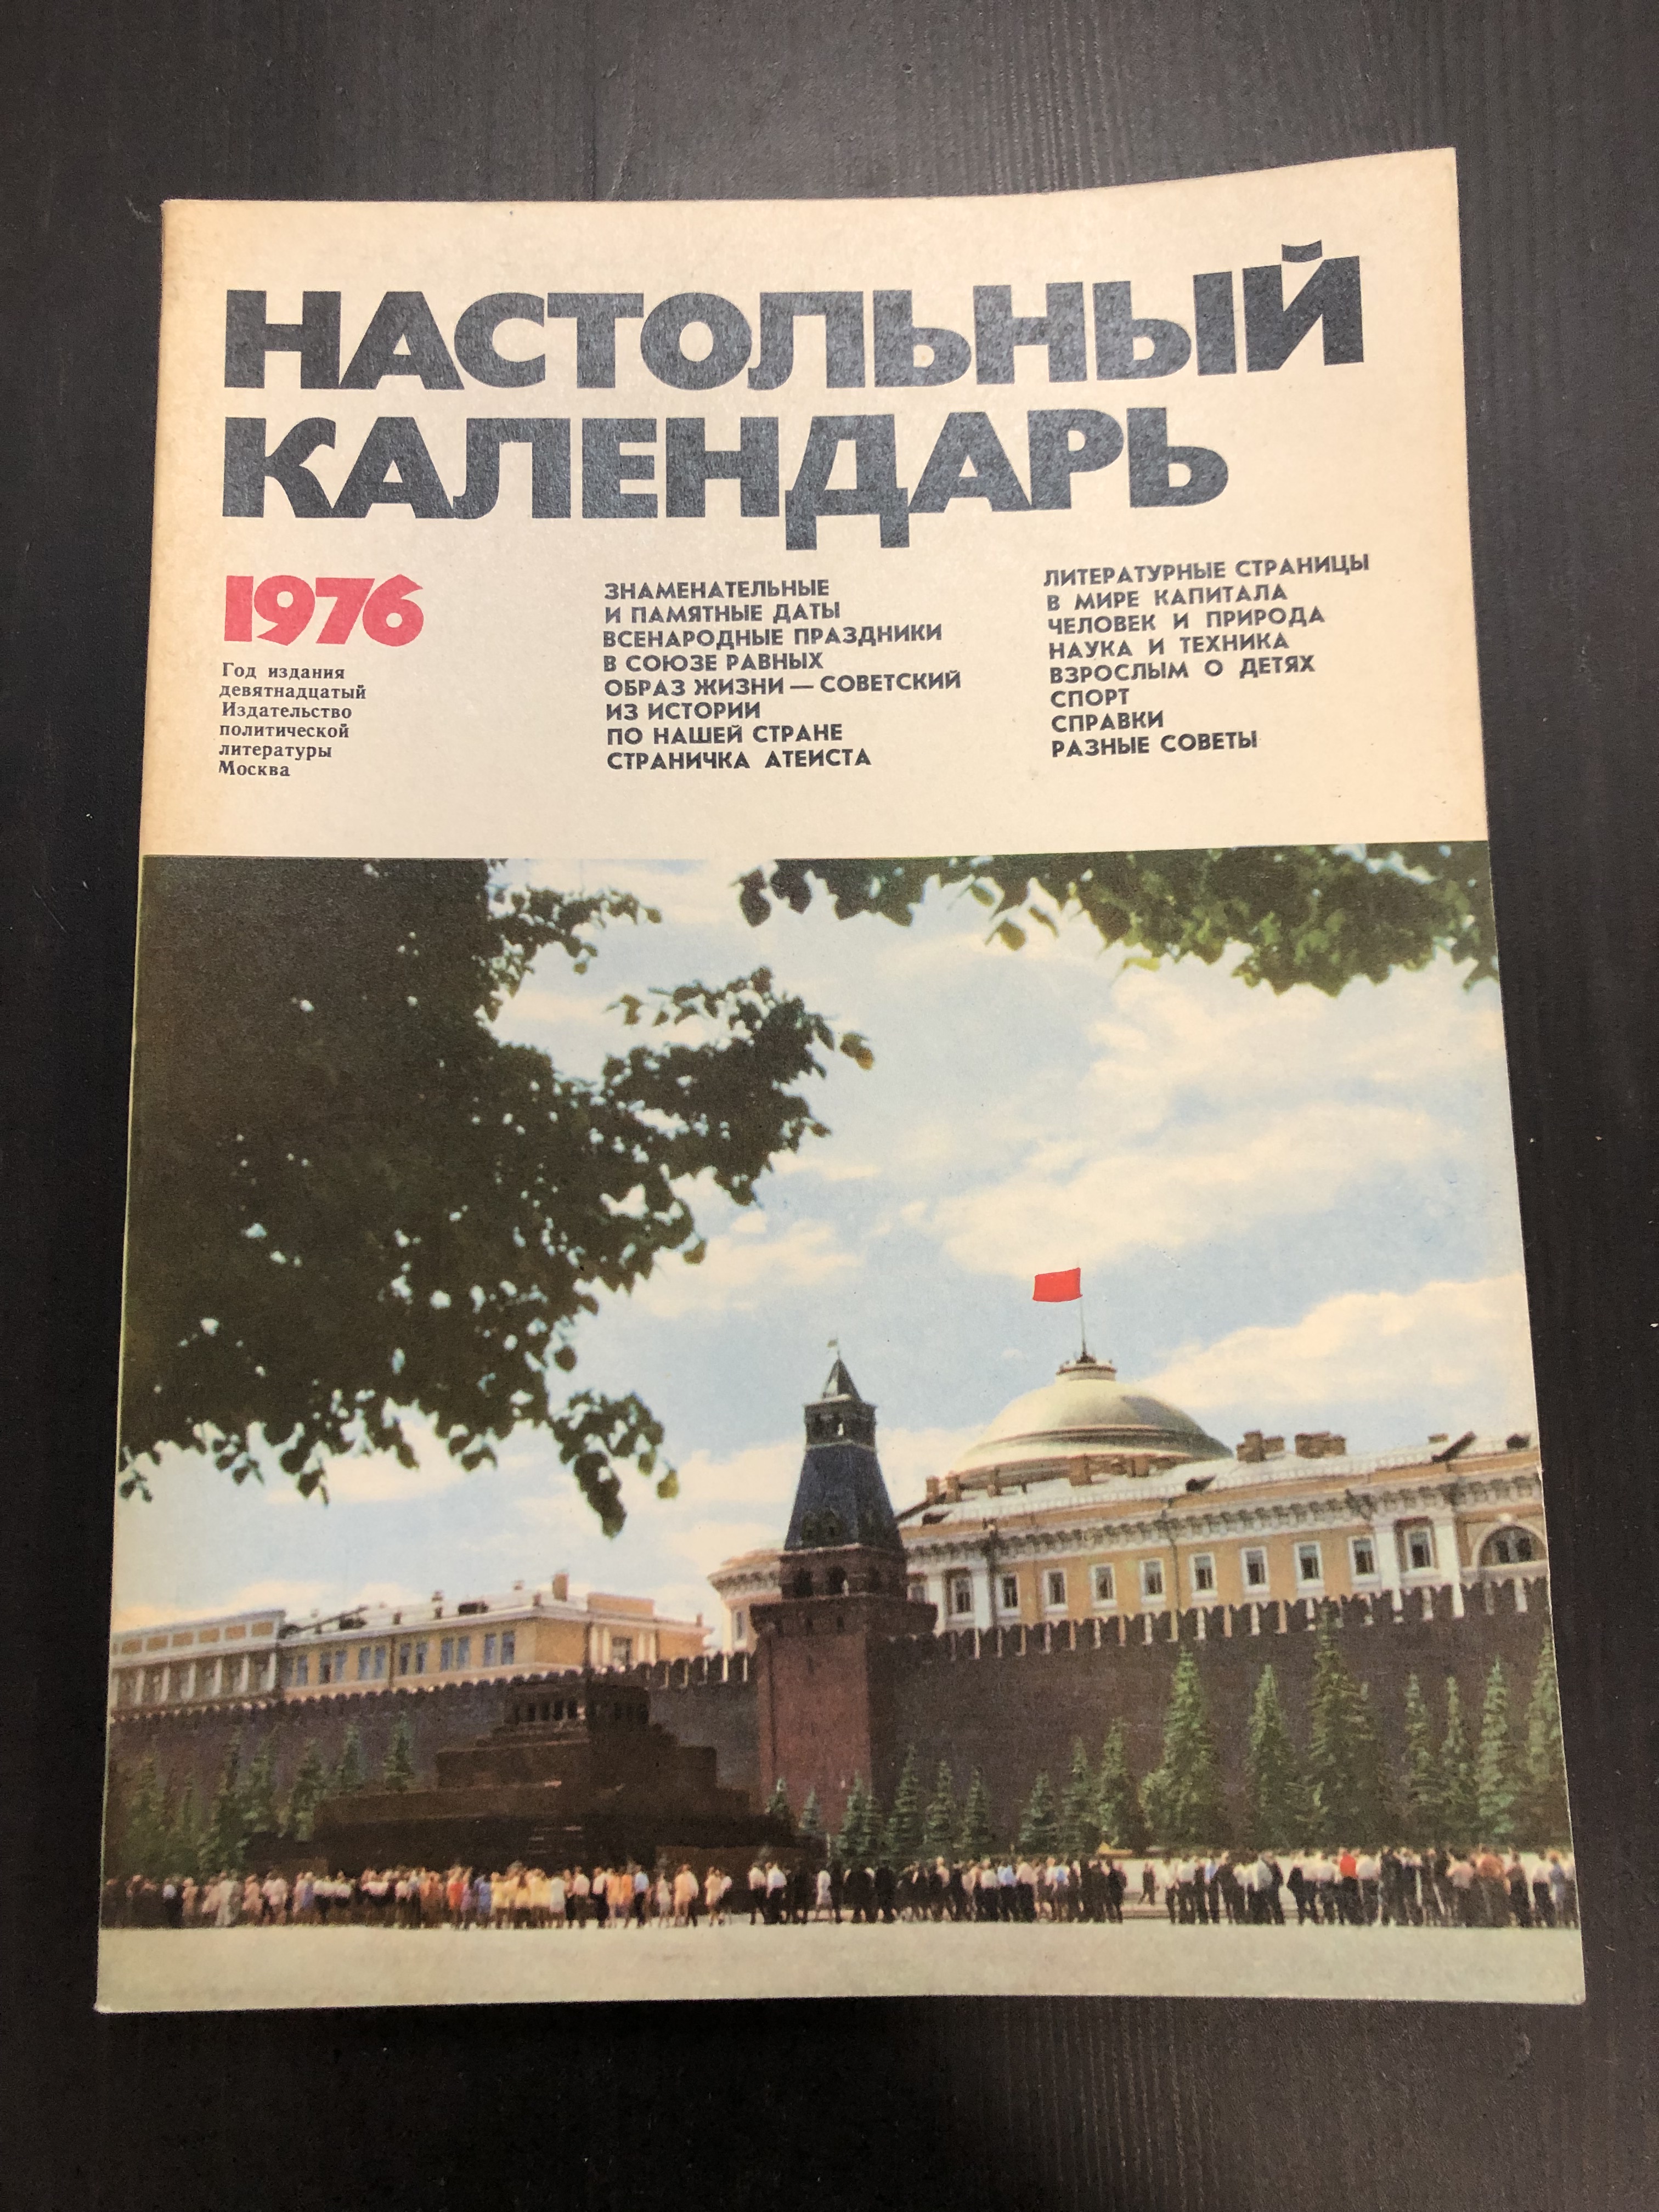 НАСТОЛЬНЫЙ
КАЛЕНДАРЬ
1976
Год издания
девятнадцатый
Издательство
политической
литературы
Москва
ЗНАМЕНАТЕЛЬНЫЕ
И ПАМЯТНЫЕ ДАТЫ
ВСЕНАРОДНЫЕ ПРАЗДНИКИ
В СОЮЗЕ РАВНЫХ
ОБРАЗ ЖИЗНИ — СОВЕТСКИЙ
ИЗ ИСТОРИИ
ПО НАШЕЙ СТРАНЕ
СТРАНИЧКА АТЕИСТА
ЛИТЕРАТУРНЫЕ СТРАНИЦЫ
В МИРЕ КАПИТАЛА
ЧЕЛОВЕК И ПРИРОДА
НАУКА И ТЕХНИКА
ВЗРОСЛЫМ О ДЕТЯХ
СПОРТ
СПРАВКИ
РАЗНЫЕ СОВЕТЫ